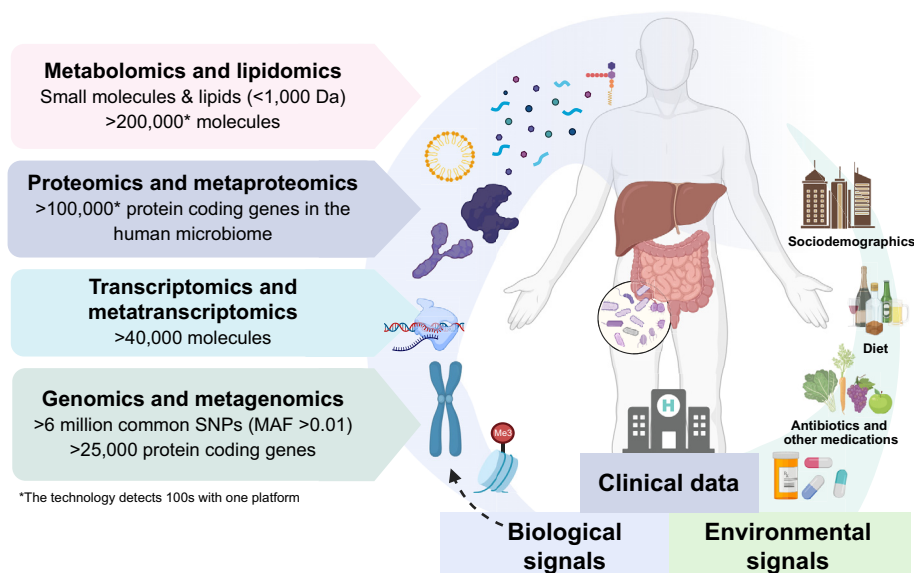 Metabolomics and lipidomics
Small molecules & lipids (<1,000 Da)
>200,000* molecules
Proteomics and metaproteomics
>100,000* protein coding genes in the
human microbiome
Transcriptomics and
metatranscriptomics
>40,000 molecules
Genomics and metagenomics
>6 million common SNPs (MAF >0.01)
>25,000 protein coding genes
*The technology detects 100s with one platform
Me3
H
Sociodemographics
Diet
Antibiotics and
other medications
Clinical data
Biological
signals
Environmental
signals